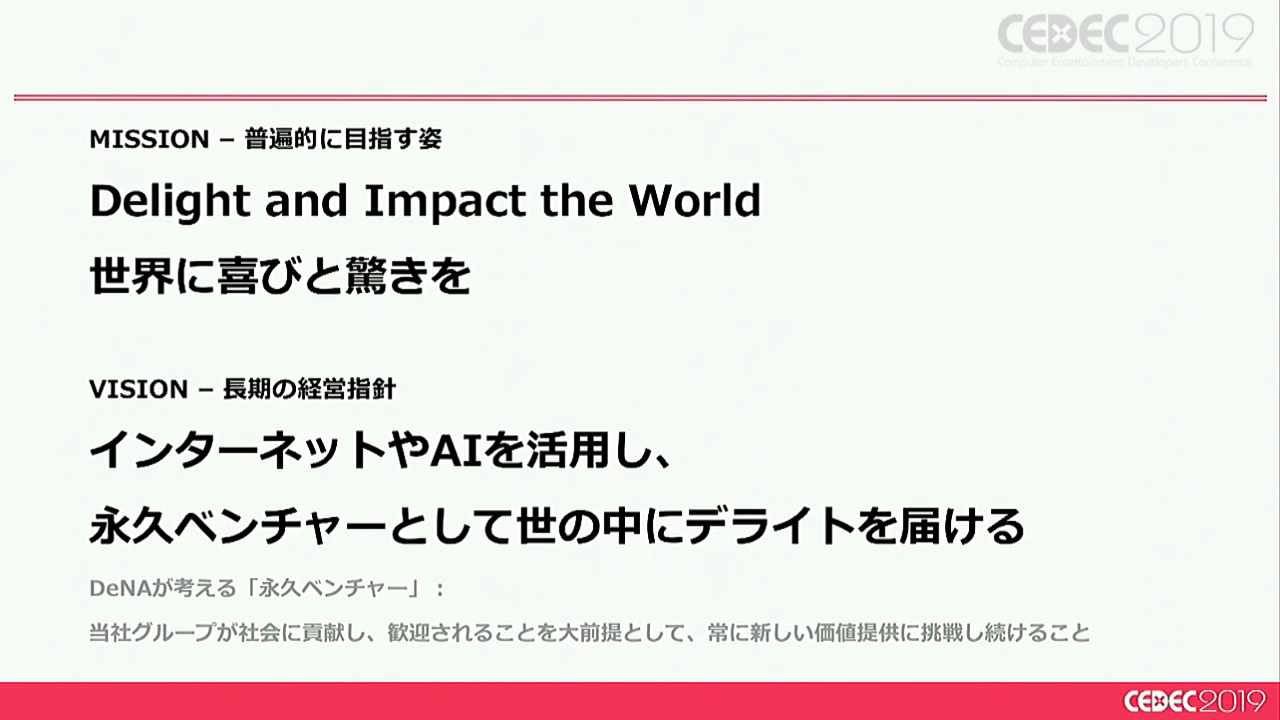 CEDEC2019
Computer Entertainment Developers Conference
MISSION – 普遍的に目指す姿
Delight and Impact the World
世界に喜びと驚きを
VISION – 長期の経営指針
インターネットやAIを活用し、
永久ベンチャーとして世の中にデライトを届ける
DeNAが考える「永久ベンチャー」:
当社グループが社会に貢献し、歓迎されることを大前提として、常に新しい価値提供に挑戦し続けること
CEDEC2019